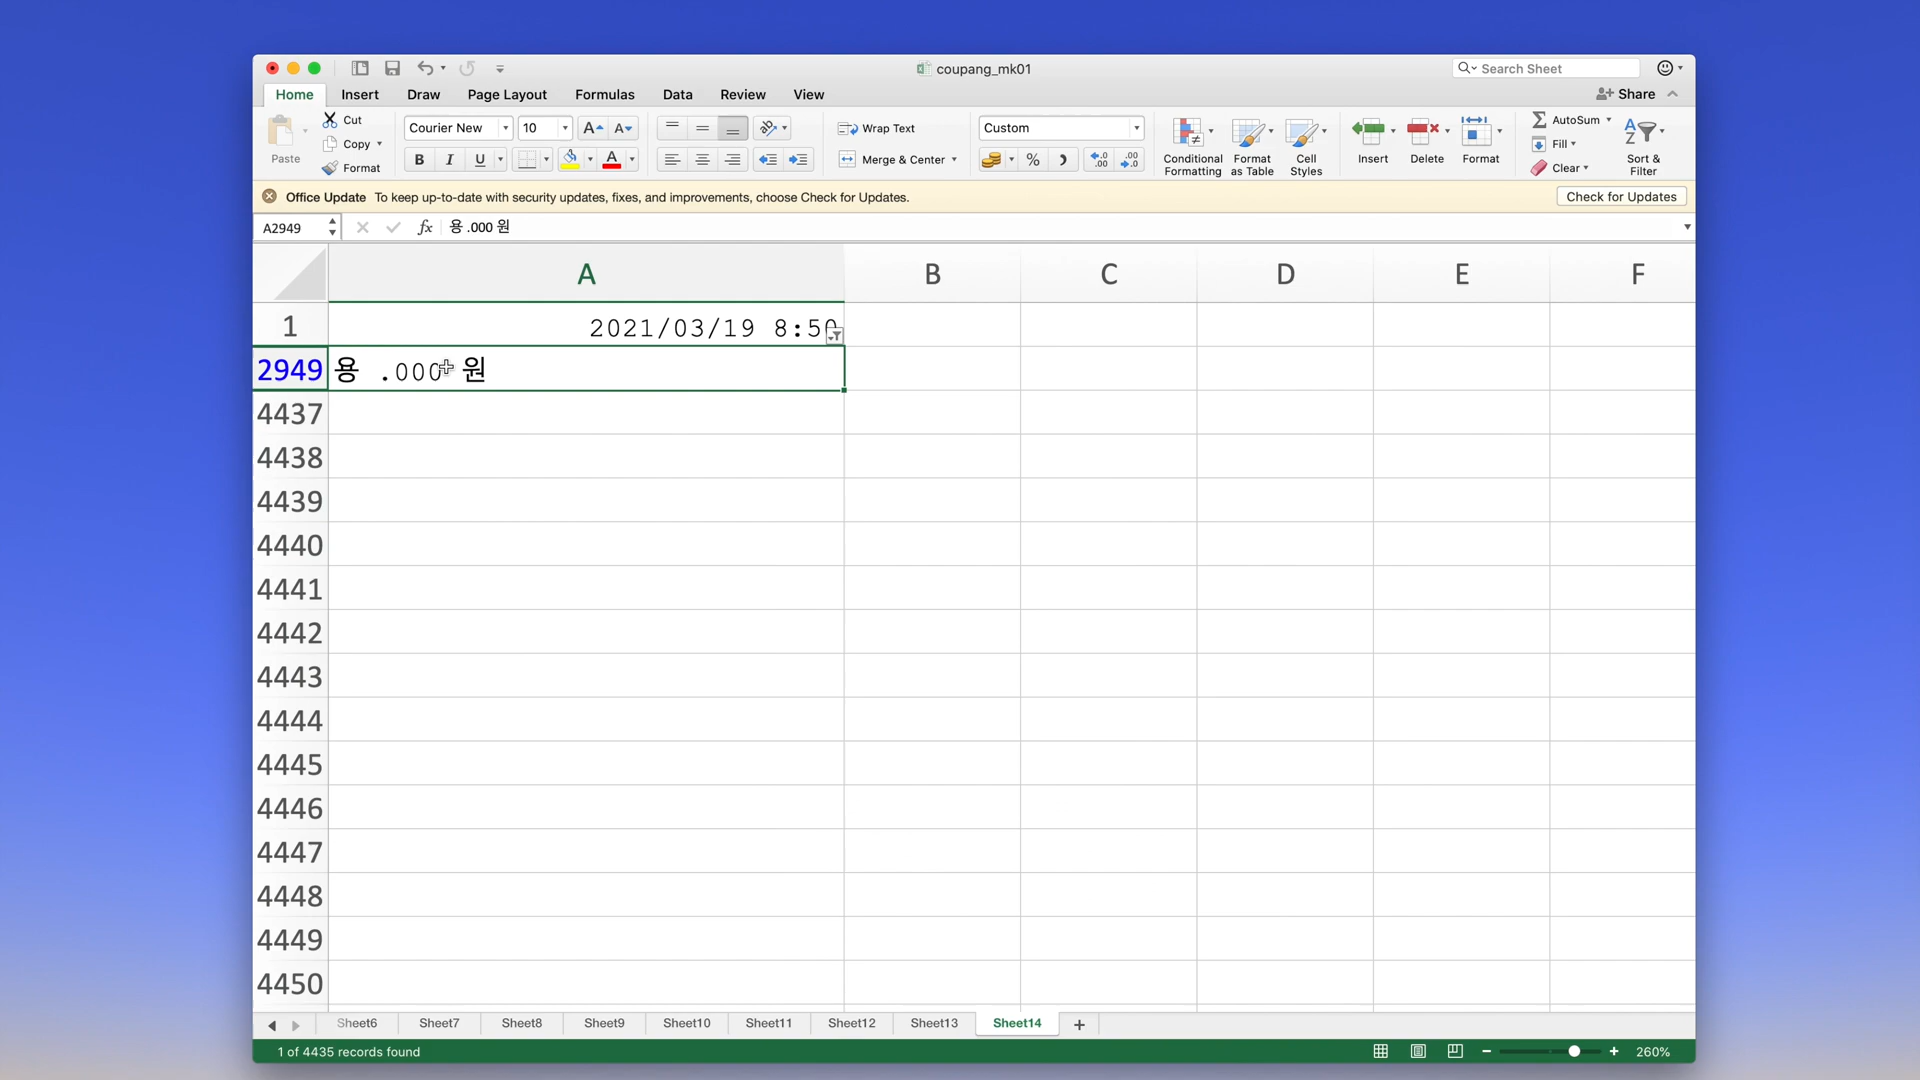 coupang_mk01
Search Sheet
Home Insert Draw Page Layout Formulas Data Review View
Share
Paste
Cut
Copy
Format
Courier New 10
B I U
Wrap Text
Merge & Center
Custom
Conditional Formatting
Format as Table
Cell Styles
Insert
Delete
Format
AutoSum
Fill
Clear
Sort & Filter
Office Update To keep up-to-date with security updates, fixes, and improvements, choose Check for Updates.
Check for Updates
A2949 fx 용 .000 원
A B C D E F
1 2021/03/19 8:50
2949 용 .000 원
4437
4438
4439
4440
4441
4442
4443
4444
4445
4446
4447
4448
4449
4450
Sheet6 Sheet7 Sheet8 Sheet9 Sheet10 Sheet11 Sheet12 Sheet13 Sheet14 +
1 of 4435 records found
260%